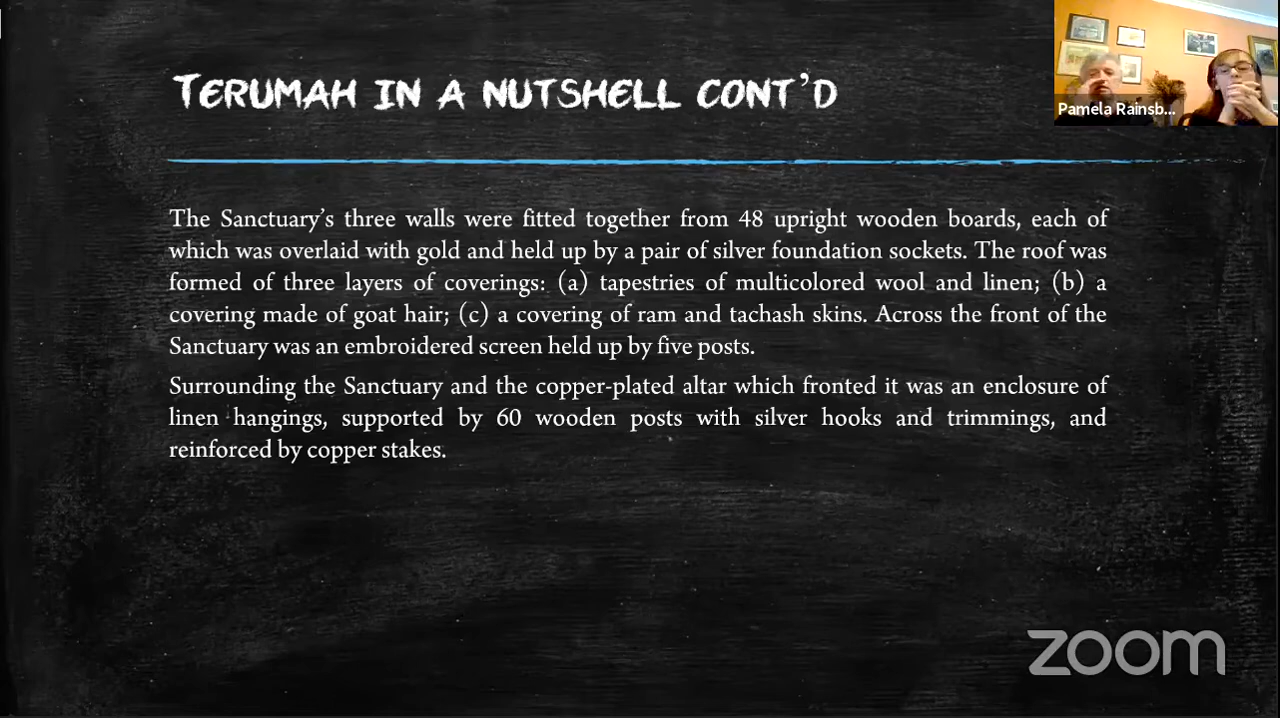 TERUMAH IN A NUTSHELL CONT'D
Pamela Rainsb...
The Sanctuary's three walls were fitted together from 48 upright wooden boards, each of
which was overlaid with gold and held up by a pair of silver foundation sockets. The roof was
formed of three layers of coverings: (a) tapestries of multicolored wool and linen; (b) a
covering made of goat hair; (c) a covering of ram and tachash skins. Across the front of the
Sanctuary was an embroidered screen held up by five posts.
Surrounding the Sanctuary and the copper-plated altar which fronted it was an enclosure of
linen hangings, supported by 60 wooden posts with silver hooks and trimmings, and
reinforced by copper stakes.
zoom